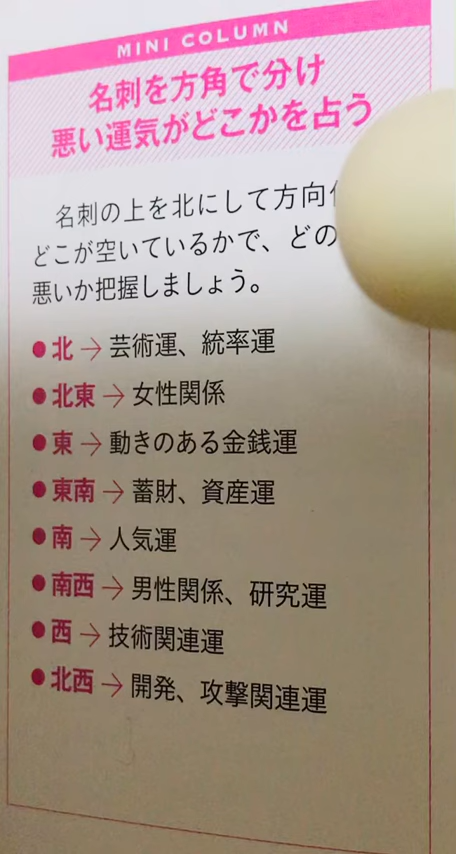 MINI COLUMN
名刺を方角で分け
悪い運気がどこかを占う
名刺の上を北にして方向
どこが空いているかで、どの
悪いか把握しましょう。
●北→芸術運、統率運
●北東→女性関係
●東→動きのある金銭運
●東南→蓄財、資産運
●南→人気運
●南西→男性関係、研究運
●西→技術関連運
●北西→開発、攻撃関連運